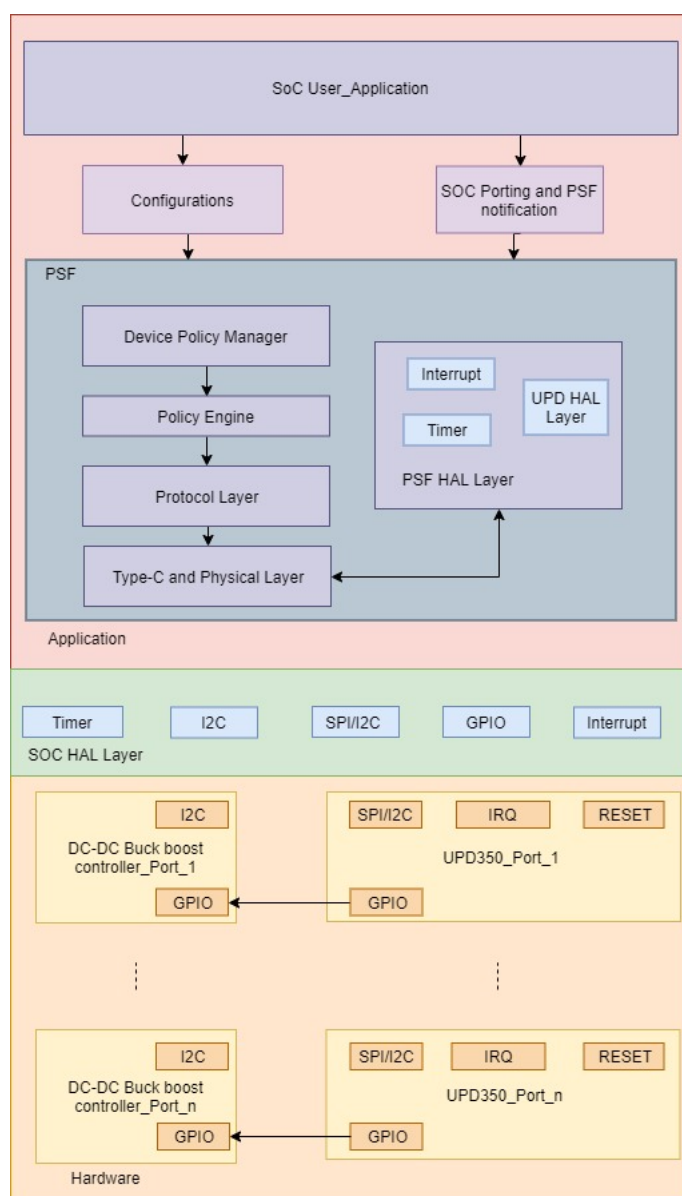 SoC User_Application
Configurations
SOC Porting and PSF
notification
PSF
Device Policy Manager
Policy Engine
Protocol Layer
Type-C and Physical Layer
Interrupt
UPD HAL
Layer
Timer
PSF HAL Layer
Application
Timer
I2C
SPI/I2C
GPIO
Interrupt
SOC HAL Layer
I2C
DC-DC Buck boost
controller_Port_1
GPIO
SPI/I2C
IRQ
RESET
UPD350_Port_1
GPIO
I2C
DC-DC Buck boost
controller_Port_n
GPIO
SPI/I2C
IRQ
RESET
UPD350_Port_n
GPIO
Hardware